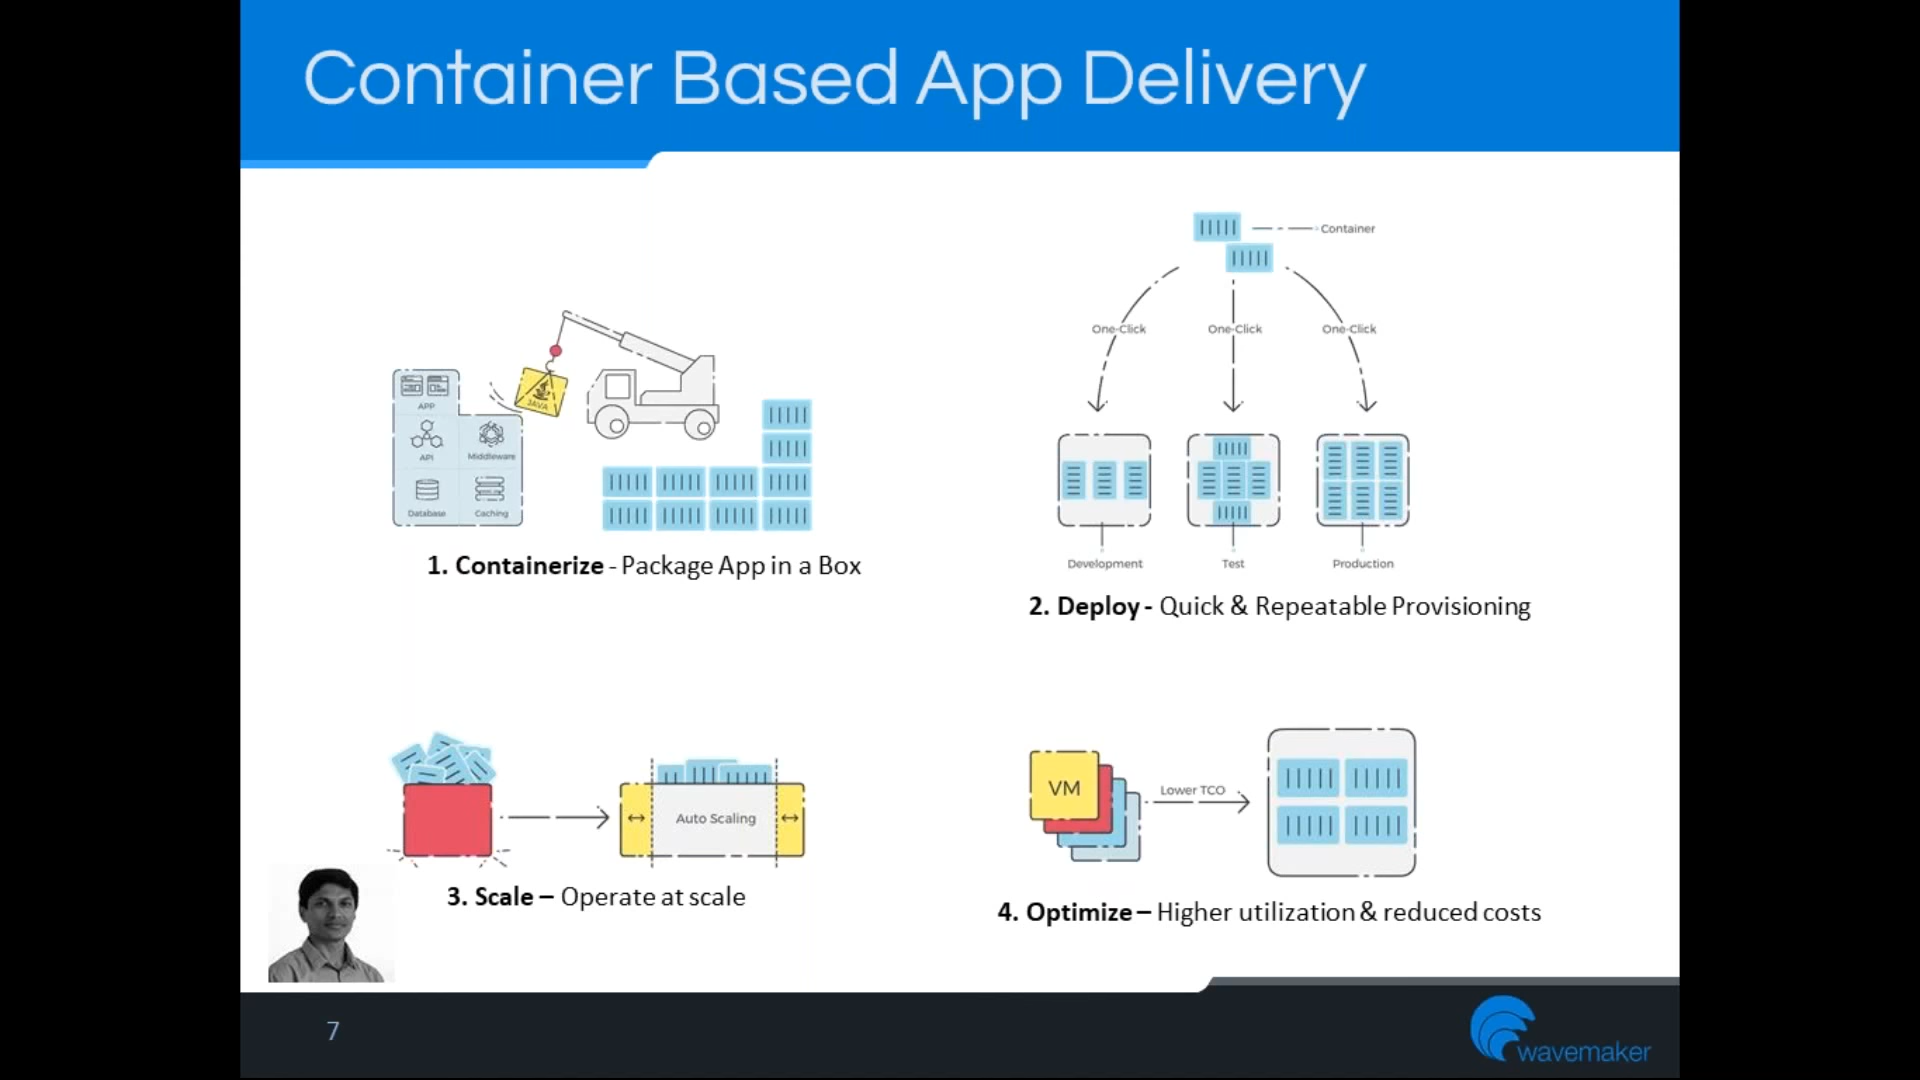 Container Based App Delivery
APP
API
Middleware
Database
Caching
JAVA
1. Containerize - Package App in a Box
Container
One-Click
One-Click
One-Click
Development
Test
Production
2. Deploy - Quick & Repeatable Provisioning
Auto Scaling
3. Scale – Operate at scale
VM
Lower TCO
4. Optimize – Higher utilization & reduced costs
7
wavemaker